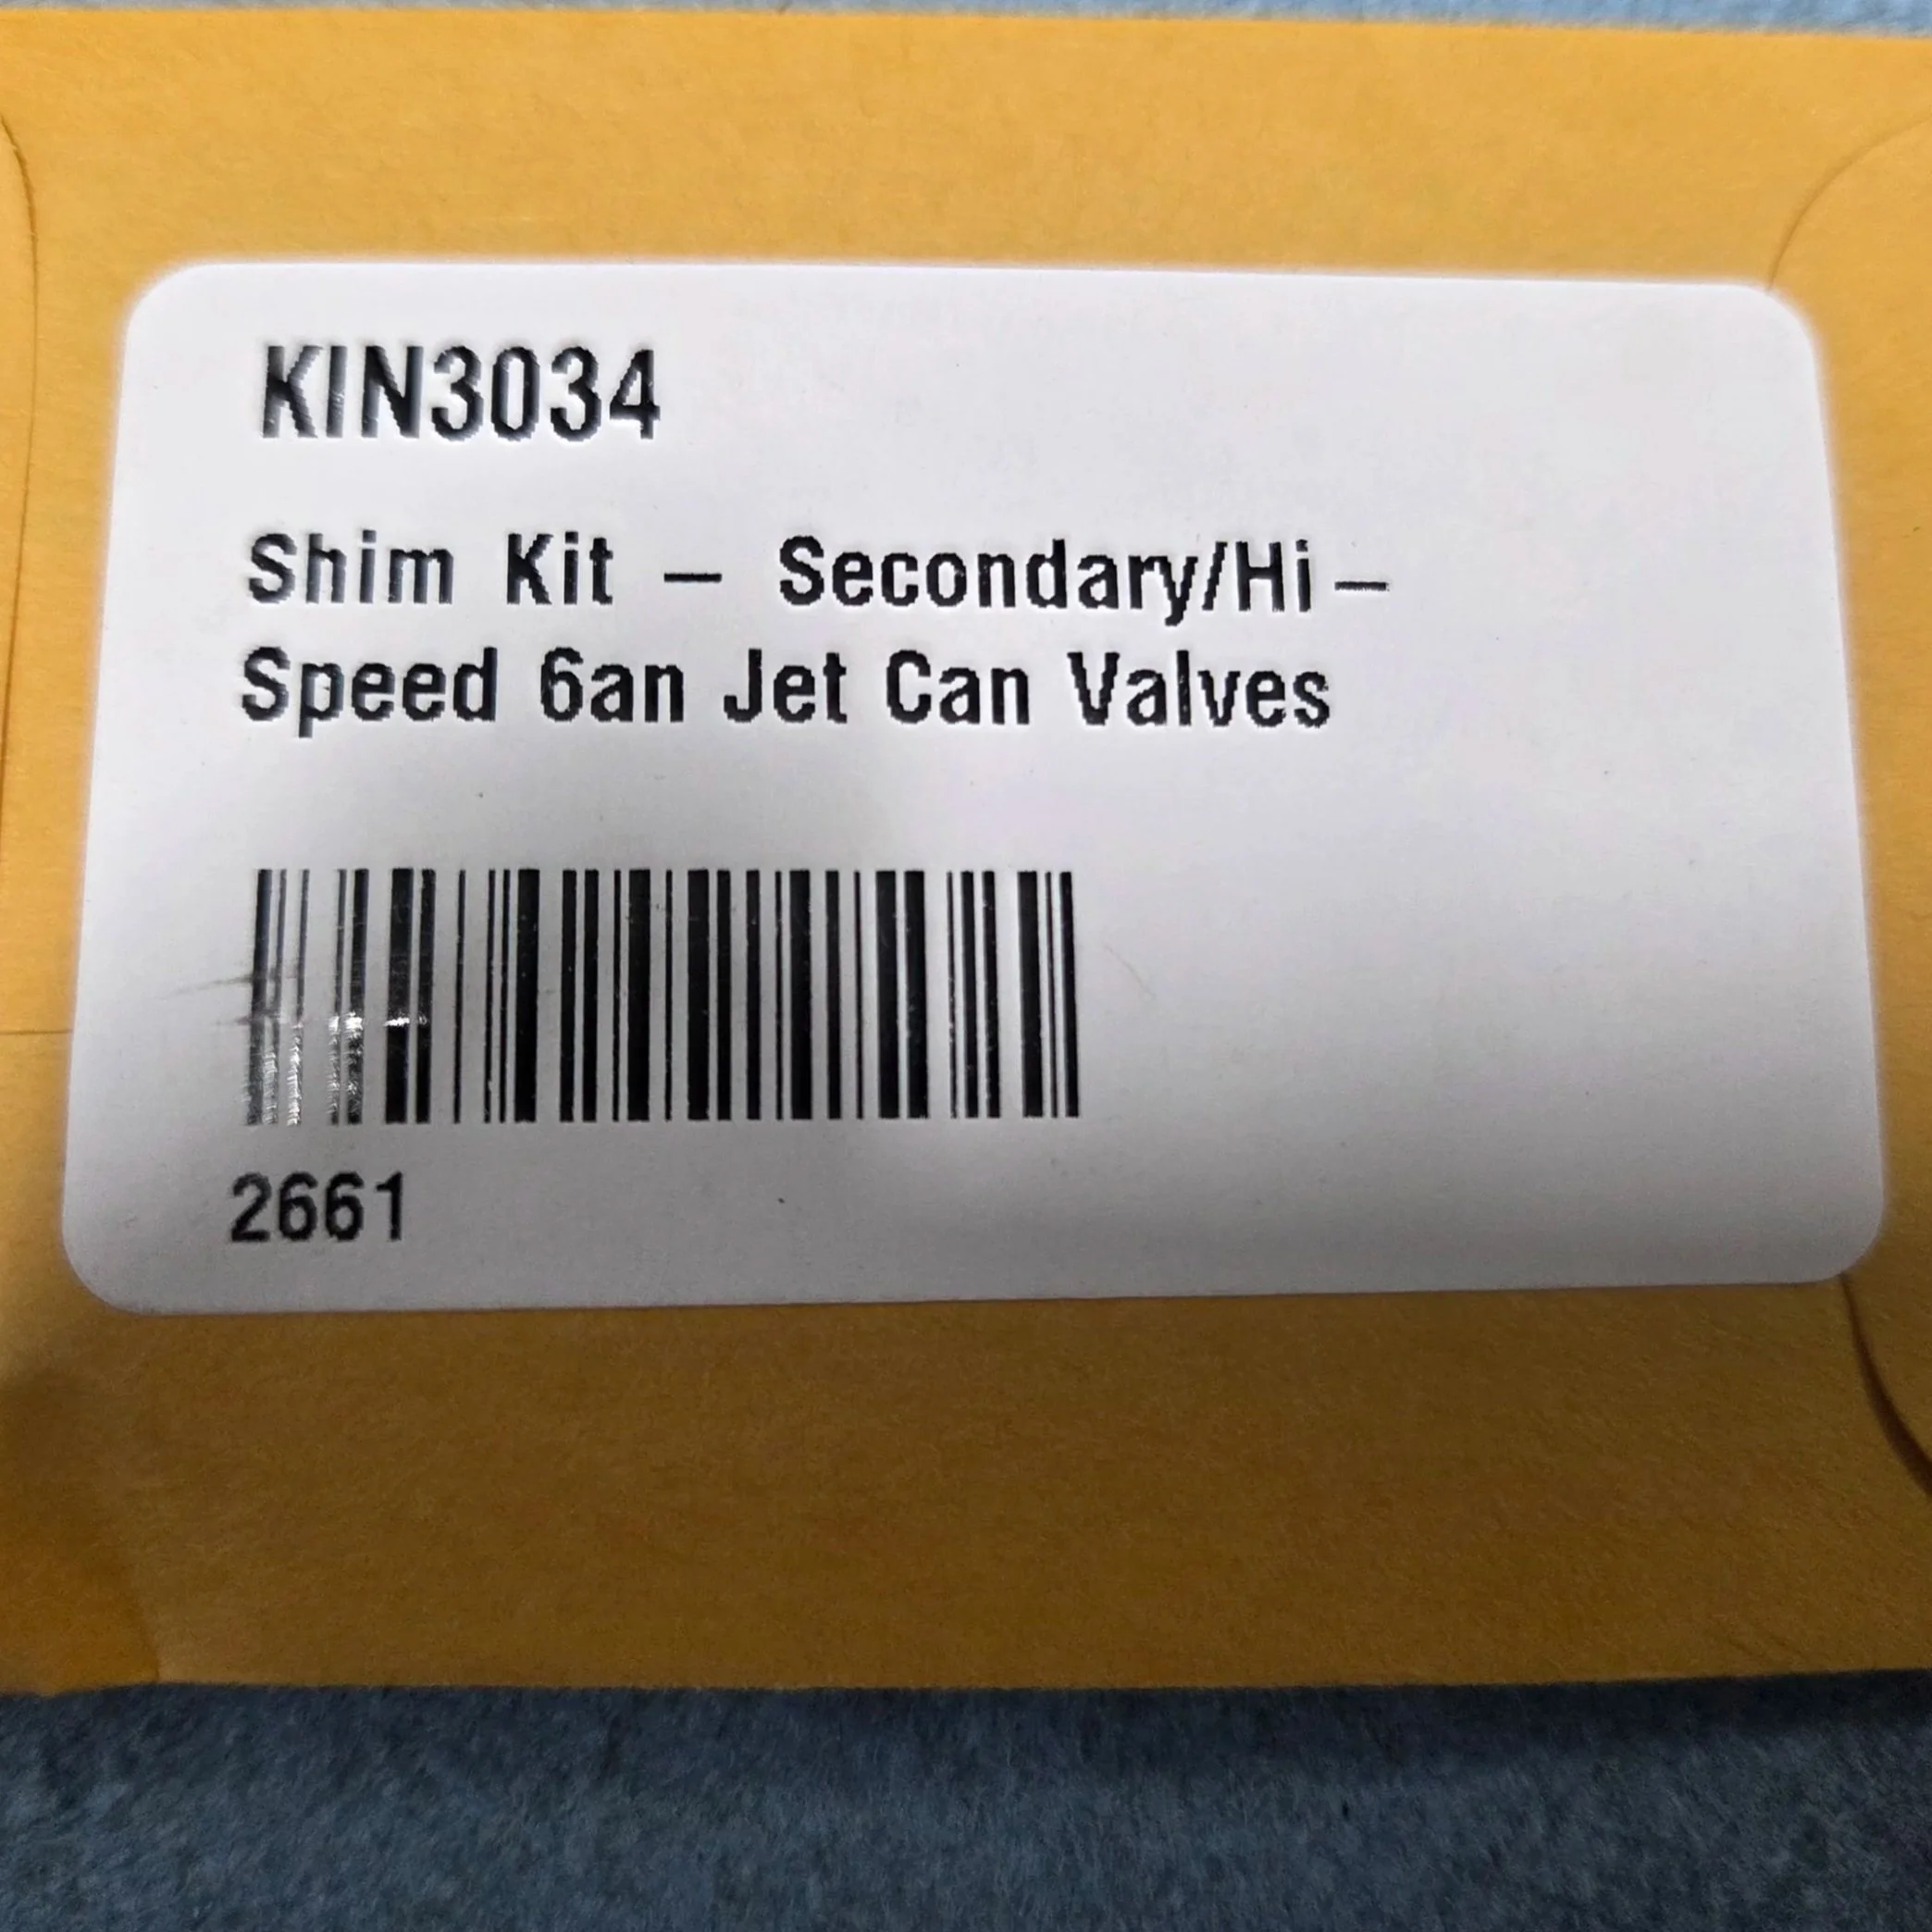 KIN3034
Shim Kit - Secondary/Hi-
Speed 6an Jet Can Valves
2661